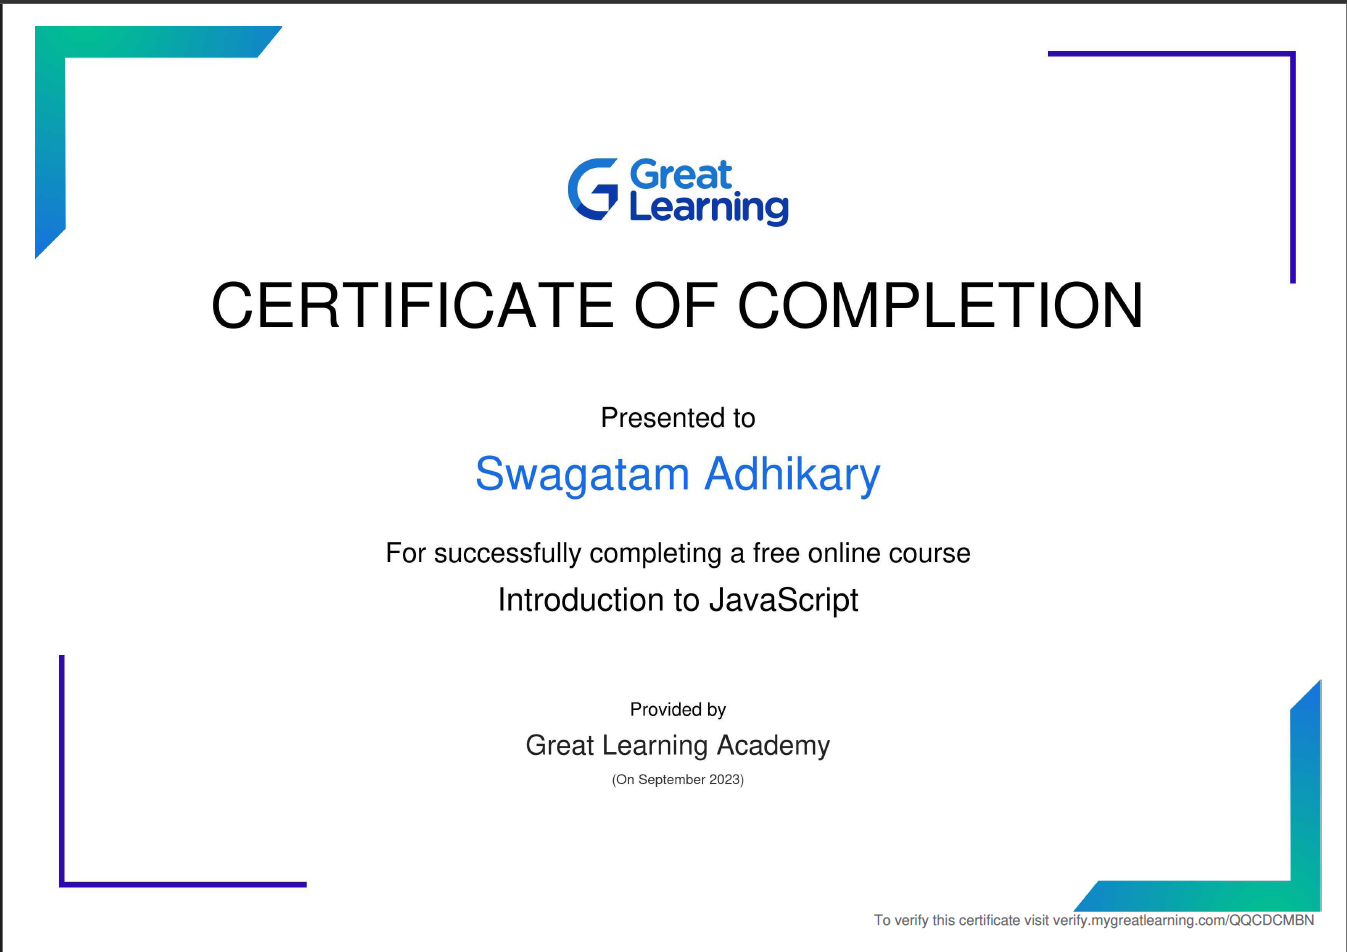 Great
Learning
CERTIFICATE OF COMPLETION
Presented to
Swagatam Adhikary
For successfully completing a free online course
Introduction to JavaScript
Provided by
Great Learning Academy
(On September 2023)
To verify this certificate visit verify.mygreatlearning.com/QQCDCMBN